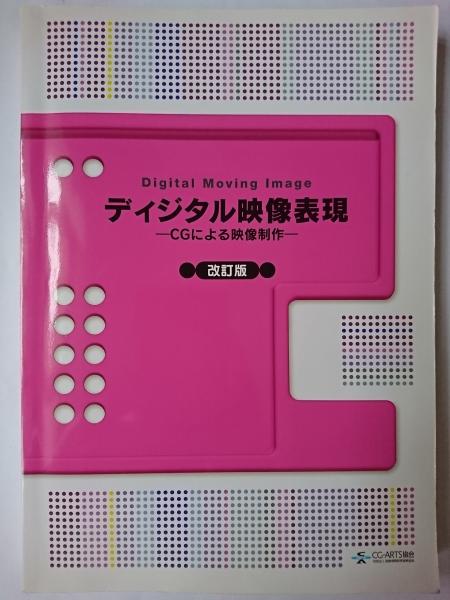 Digital Moving Image
ディジタル映像表現
―CGによる映像制作―
改訂版
CG-ARTS協会